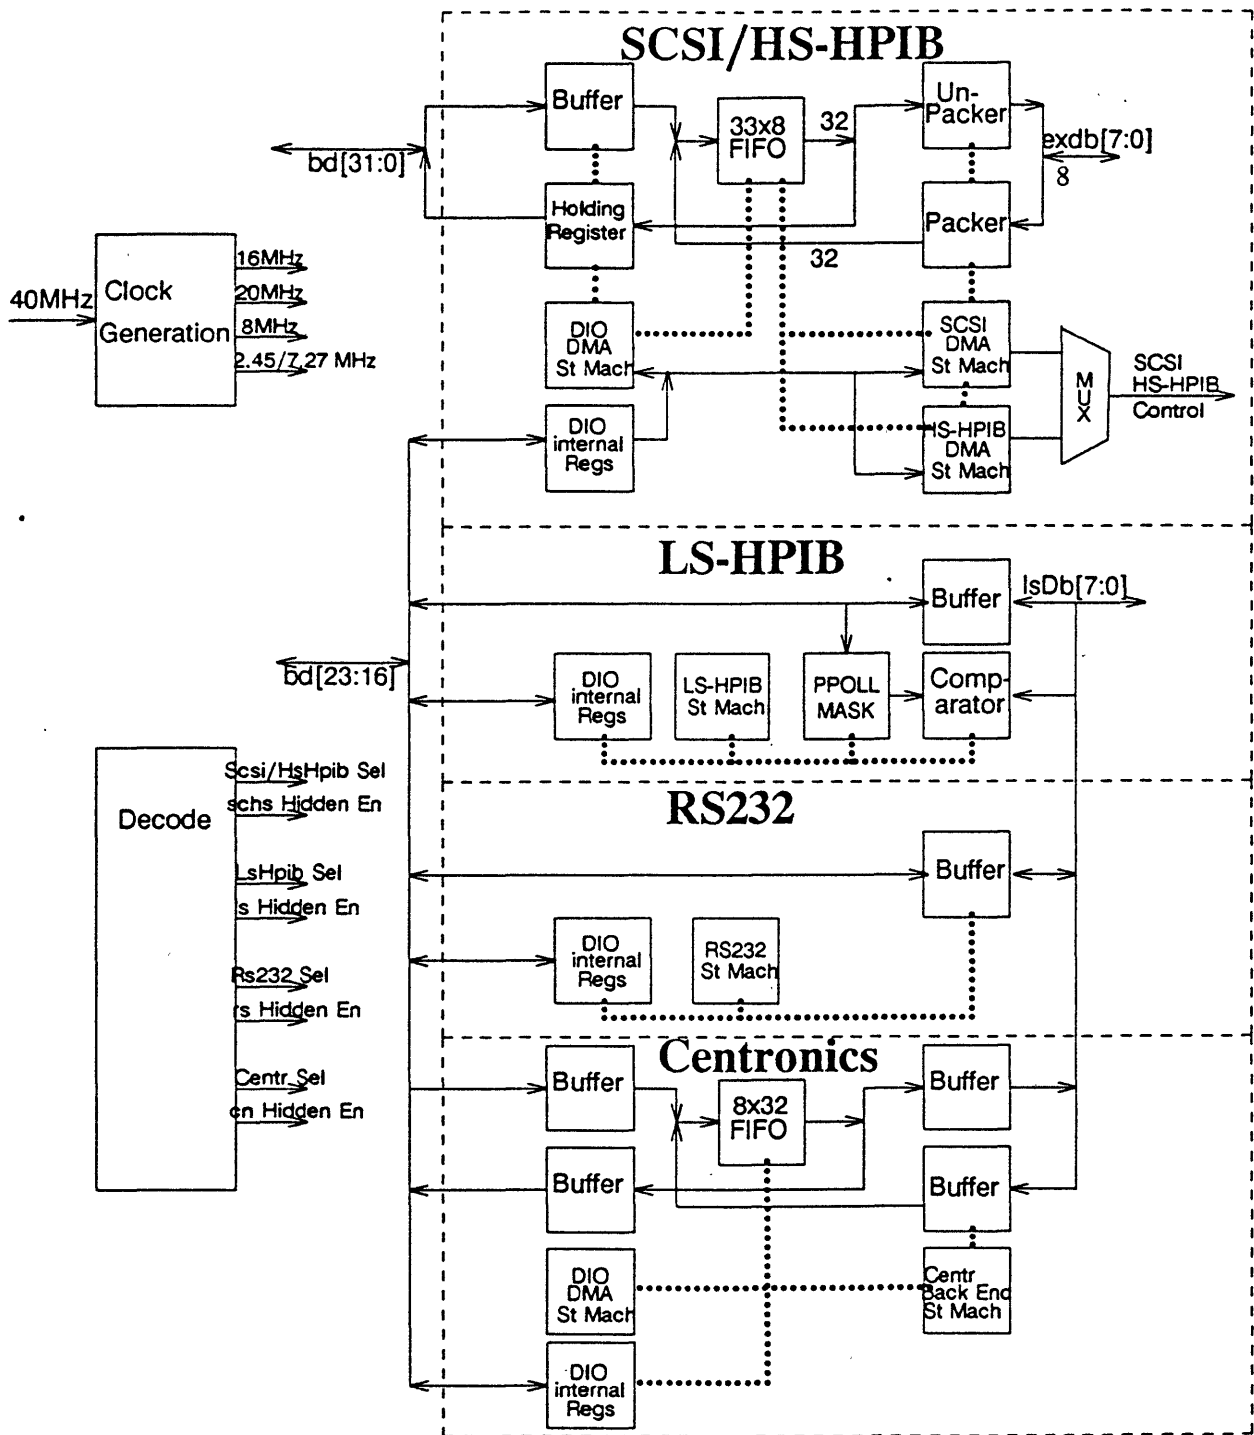 SCSI/HS-HPIB
Buffer
33x8
FIFO
32
Un-
Packer
exdb[7:0]
8
bd[31:0]
Holding
Register
Packer
32
40MHz
Clock
Generation
16MHz
20MHz
8MHz
2.45/7.27 MHz
DIO
DMA
St Mach
SCSI
DMA
St Mach
MUX
SCSI
HS-HPIB
Control
DIO
internal
Regs
HS-HPIB
DMA
St Mach
LS-HPIB
Buffer
lsDb[7:0]
bd[23:16]
DIO
internal
Regs
LS-HPIB
St Mach
PPOLL
MASK
Comp-
arator
Decode
Scsi/HsHpib Sel
schs Hidden En
LsHpib Sel
ls Hidden En
Rs232 Sel
rs Hidden En
Centr Sel
cn Hidden En
RS232
Buffer
DIO
internal
Regs
RS232
St Mach
Centronics
Buffer
8x32
FIFO
Buffer
Buffer
Buffer
DIO
DMA
St Mach
Centr
Back End
St Mach
DIO
internal
Regs